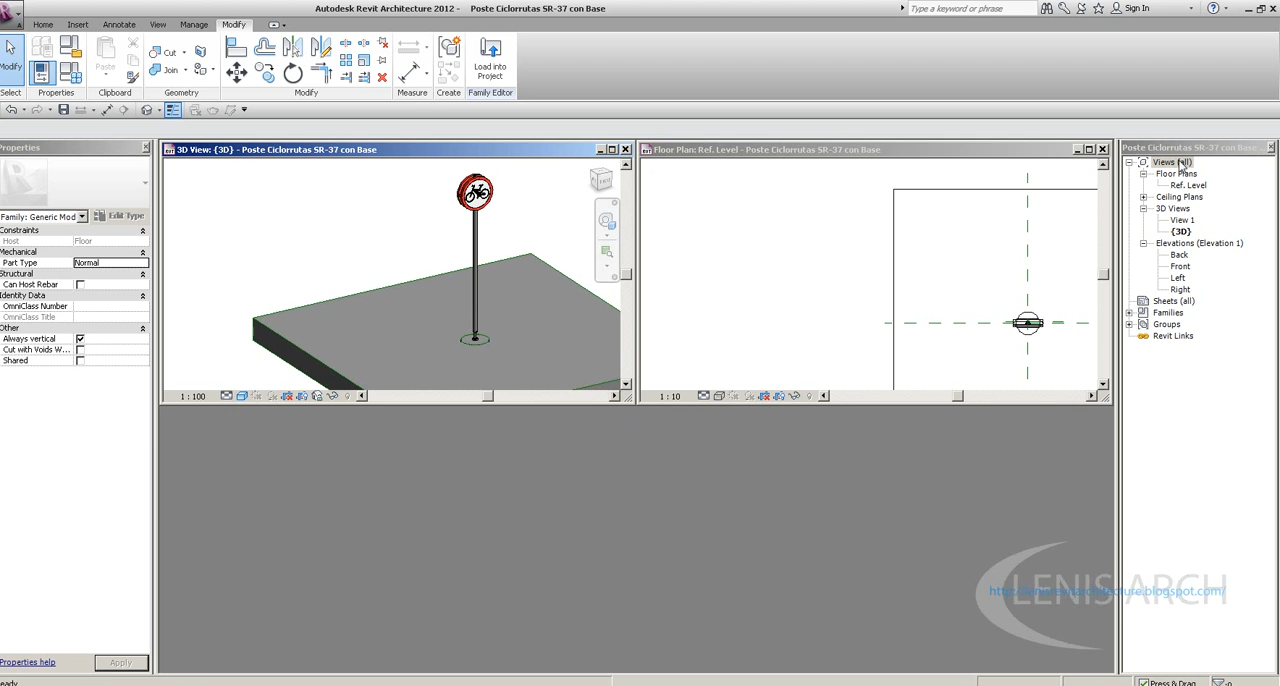 Autodesk Revit Architecture 2012 - Poste Ciclorrutas SR-37 con Base
Type a keyword or phrase
Sign In
Home Insert Annotate View Manage Modify
Modify
Paste
Cut
Join
Load into
Project
Select Properties Clipboard Geometry Modify Measure Create Family Editor
Properties
Family: Generic Mod
Edit Type
Constraints
Host Floor
Mechanical
Part Type Normal
Structural
Can Host Rebar
Identity Data
OmniClass Number
OmniClass Title
Other
Always vertical
Cut with Voids W...
Shared
Properties help
Apply
3D View: {3D} - Poste Ciclorrutas SR-37 con Base
1 : 100
Floor Plan: Ref. Level - Poste Ciclorrutas SR-37 con Base
1 : 10
Poste Ciclorrutas SR-37 con Base ...
Views (all)
Floor Plans
Ref. Level
Ceiling Plans
3D Views
View 1
{3D}
Elevations (Elevation 1)
Back
Front
Left
Right
Sheets (all)
Families
Groups
Revit Links
LENIS ARCH
eady
Press & Drag
:0